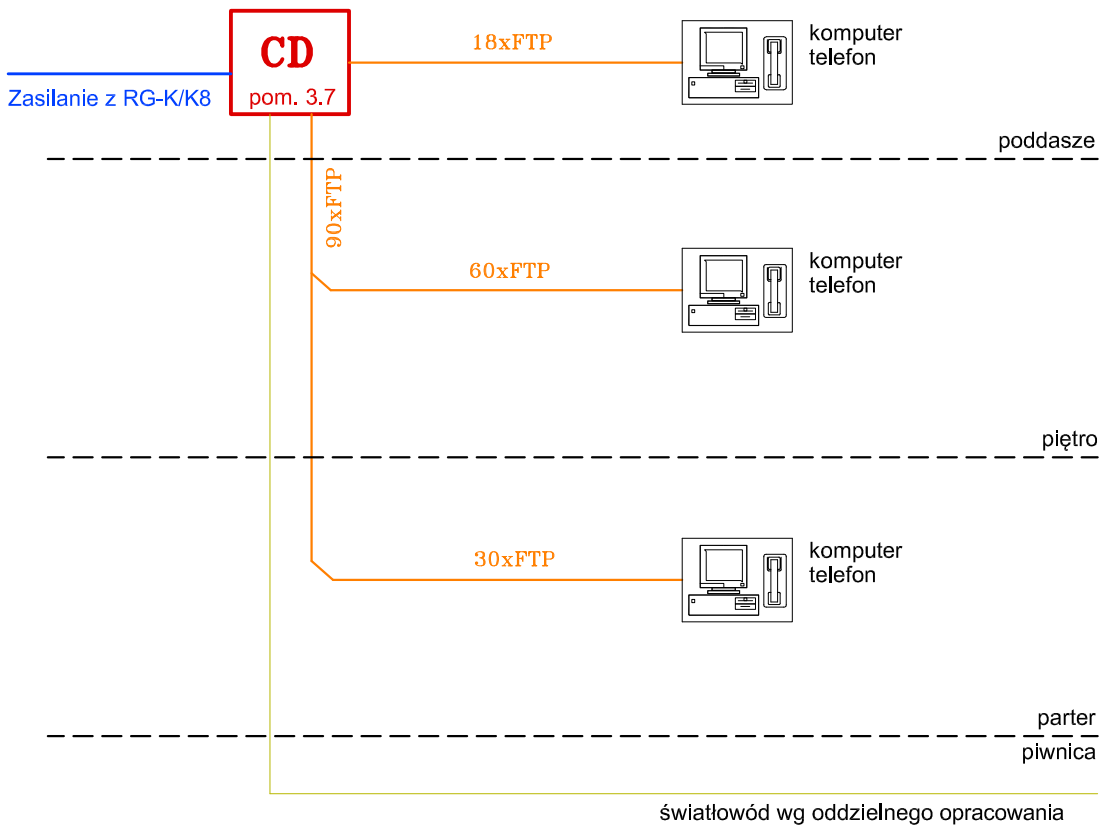 CD
pom. 3.7
Zasilanie z RG-K/K8
18xFTP
komputer
telefon
poddasze
90xFTP
60xFTP
komputer
telefon
piętro
30xFTP
komputer
telefon
parter
piwnica
światłowód wg oddzielnego opracowania